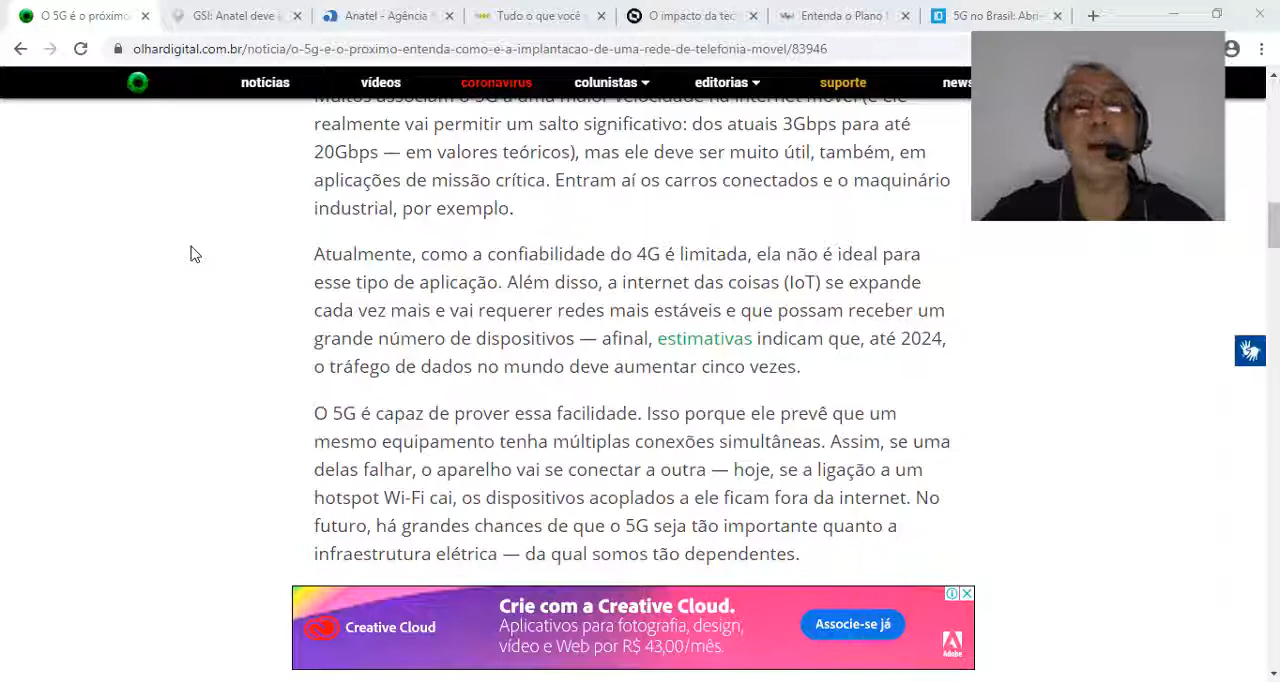 O 5G é o próximo
GSI: Anatel deve i
Anatel - Agência
Tudo o que você
O impacto da tec
Entenda o Plano
5G no Brasil: Abri
olhardigital.com.br/noticia/o-5g-e-o-proximo-entenda-como-e-a-implantacao-de-uma-rede-de-telefonia-movel/83946
notícias vídeos coronavírus colunistas editorias suporte news
Muitos associam o 5G a uma maior velocidade na internet móvel (e ele
realmente vai permitir um salto significativo: dos atuais 3Gbps para até
20Gbps — em valores teóricos), mas ele deve ser muito útil, também, em
aplicações de missão crítica. Entram aí os carros conectados e o maquinário
industrial, por exemplo.
Atualmente, como a confiabilidade do 4G é limitada, ela não é ideal para
esse tipo de aplicação. Além disso, a internet das coisas (IoT) se expande
cada vez mais e vai requerer redes mais estáveis e que possam receber um
grande número de dispositivos — afinal, estimativas indicam que, até 2024,
o tráfego de dados no mundo deve aumentar cinco vezes.
O 5G é capaz de prover essa facilidade. Isso porque ele prevê que um
mesmo equipamento tenha múltiplas conexões simultâneas. Assim, se uma
delas falhar, o aparelho vai se conectar a outra — hoje, se a ligação a um
hotspot Wi-Fi cai, os dispositivos acoplados a ele ficam fora da internet. No
futuro, há grandes chances de que o 5G seja tão importante quanto a
infraestrutura elétrica — da qual somos tão dependentes.
Creative Cloud
Crie com a Creative Cloud.
Aplicativos para fotografia, design,
vídeo e Web por R$ 43,00/mês.
Associe-se já
Adobe